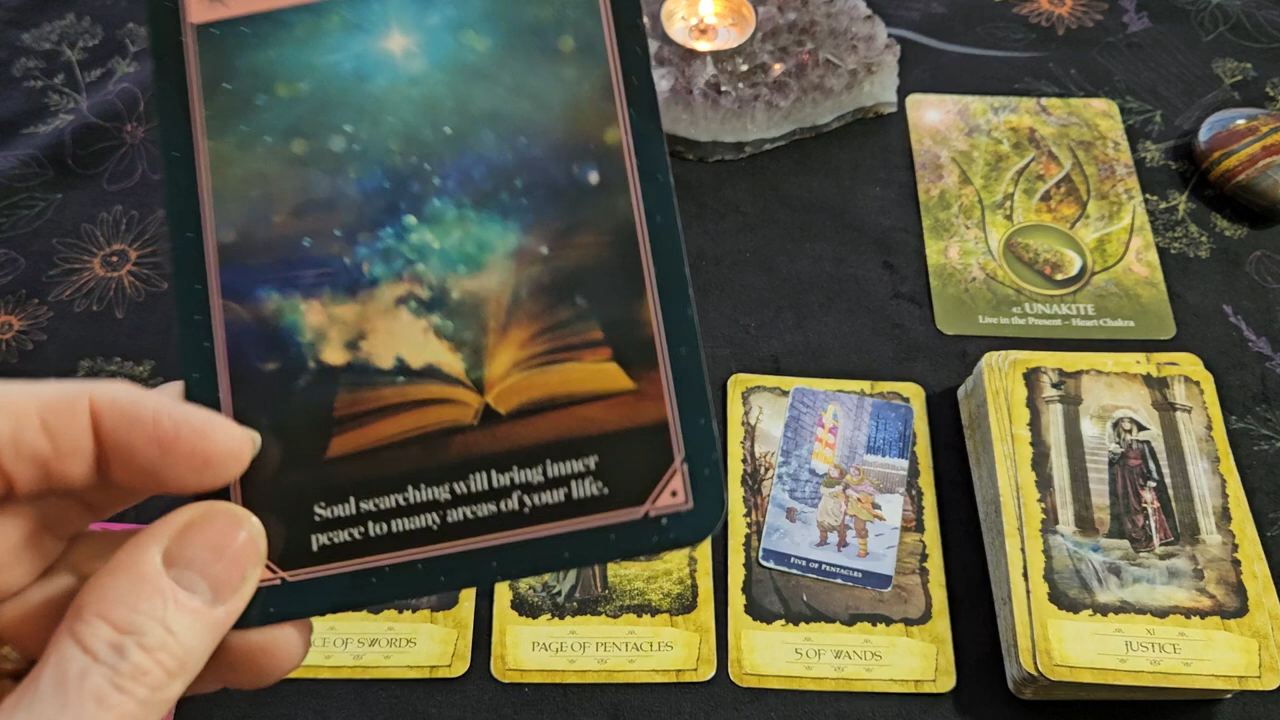 Soul searching will bring inner
peace to many areas of your life.
42. UNAKITE
Live in the Present – Heart Chakra
FIVE OF PENTACLES
OF SWORDS
PAGE OF PENTACLES
5 OF WANDS
XI
JUSTICE